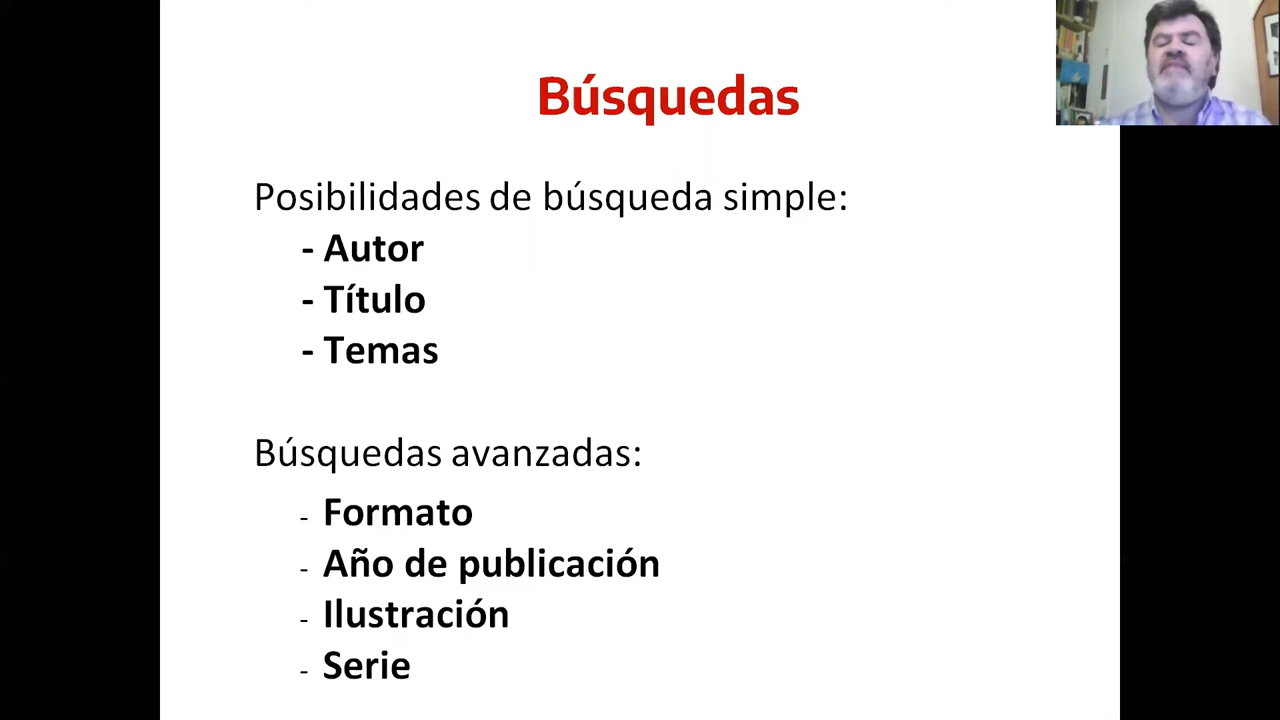 Búsquedas
Posibilidades de búsqueda simple:
- Autor
- Título
- Temas
Búsquedas avanzadas:
- Formato
- Año de publicación
- Ilustración
- Serie